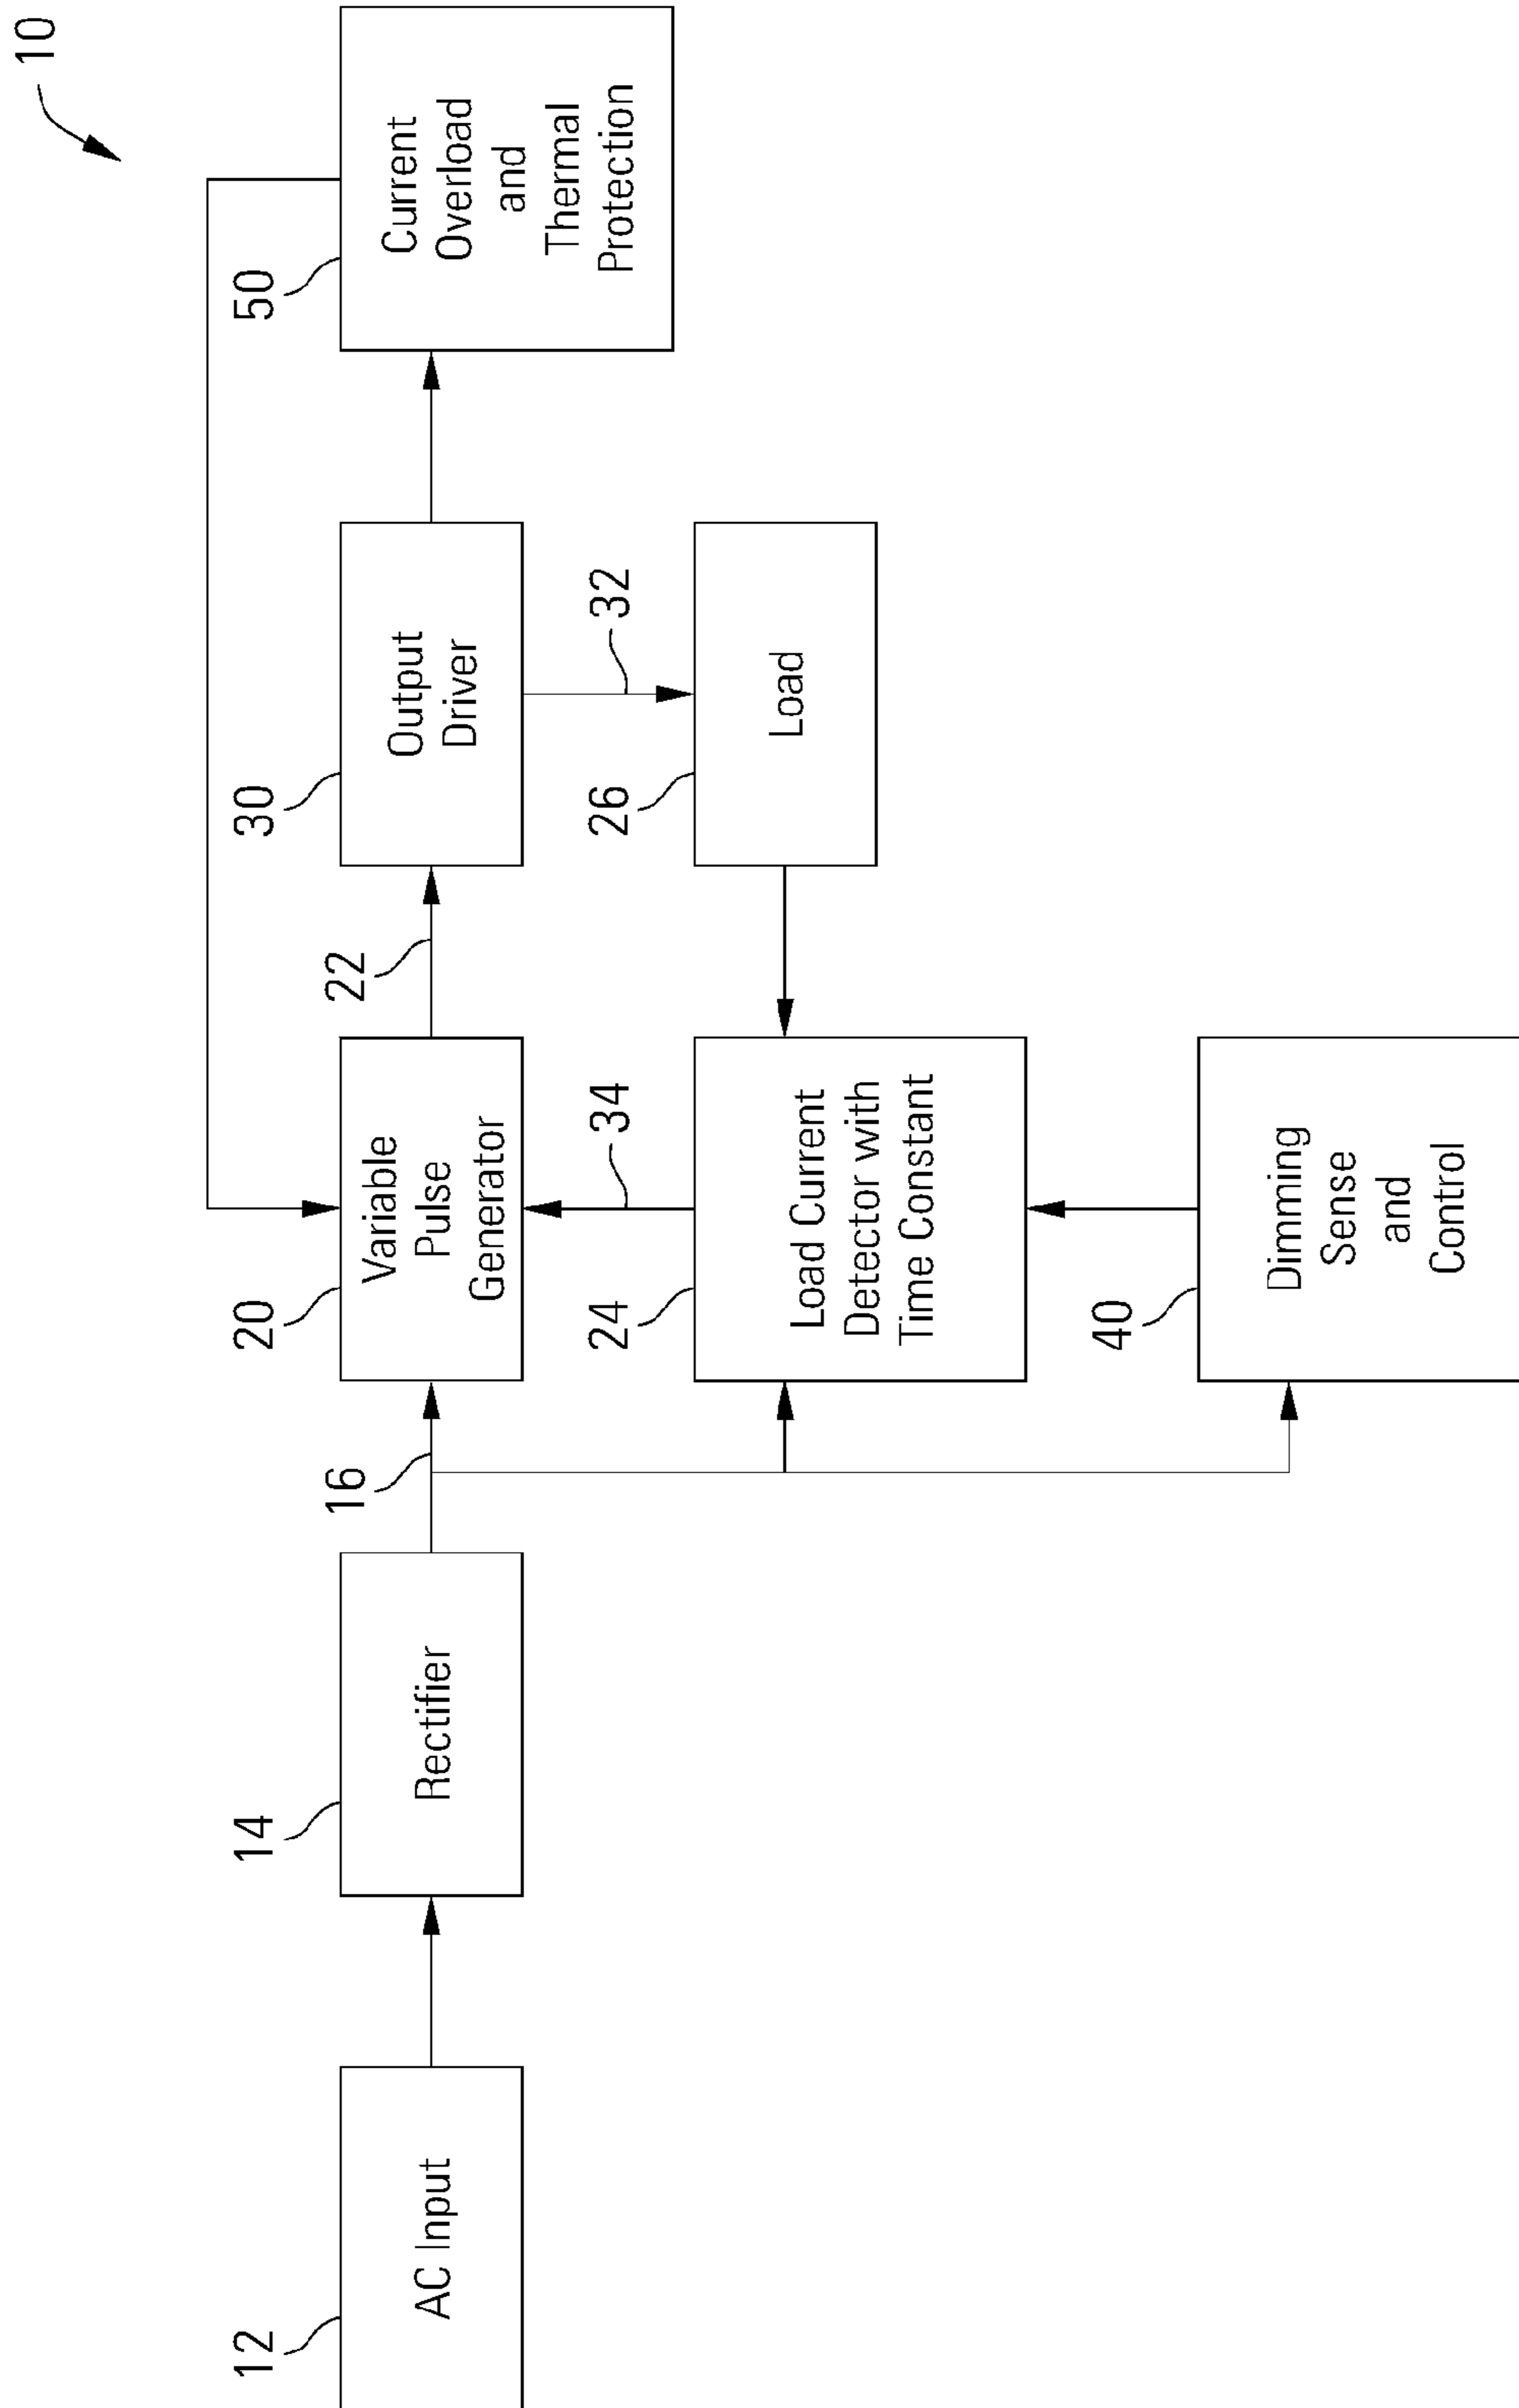 10
12
AC Input
14
Rectifier
16
20
Variable
Pulse
Generator
22
30
Output
Driver
50
Current
Overload
and
Thermal
Protection
24
Load Current
Detector with
Time Constant
34
26
Load
32
40
Dimming
Sense
and
Control